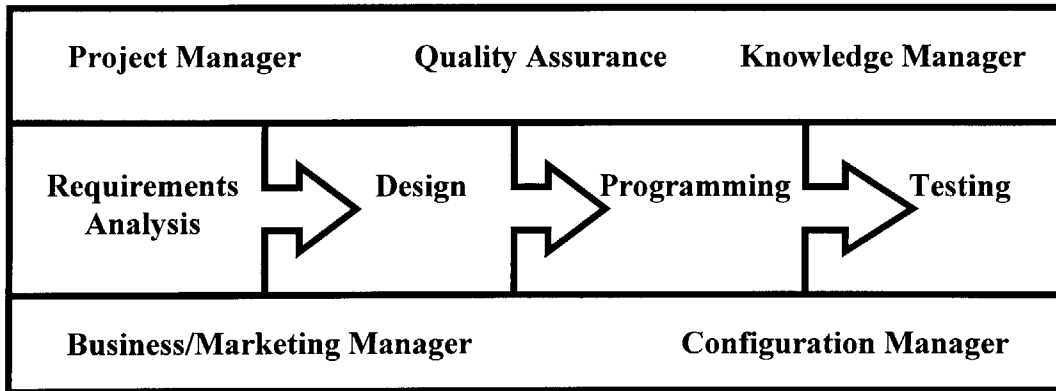 Project Manager Quality Assurance Knowledge Manager
Requirements
Analysis
Design
Programming
Testing
Business/Marketing Manager Configuration Manager